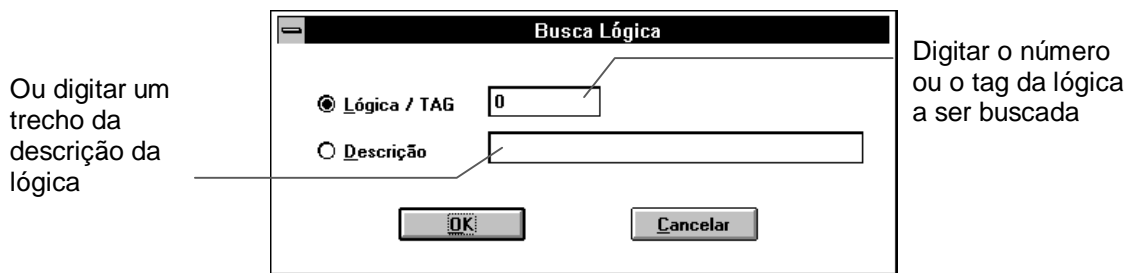 Busca Lógica
Ou digitar um
trecho da
descrição da
lógica
Lógica / TAG
0
Descrição
OK
Cancelar
Digitar o número
ou o tag da lógica
a ser buscada